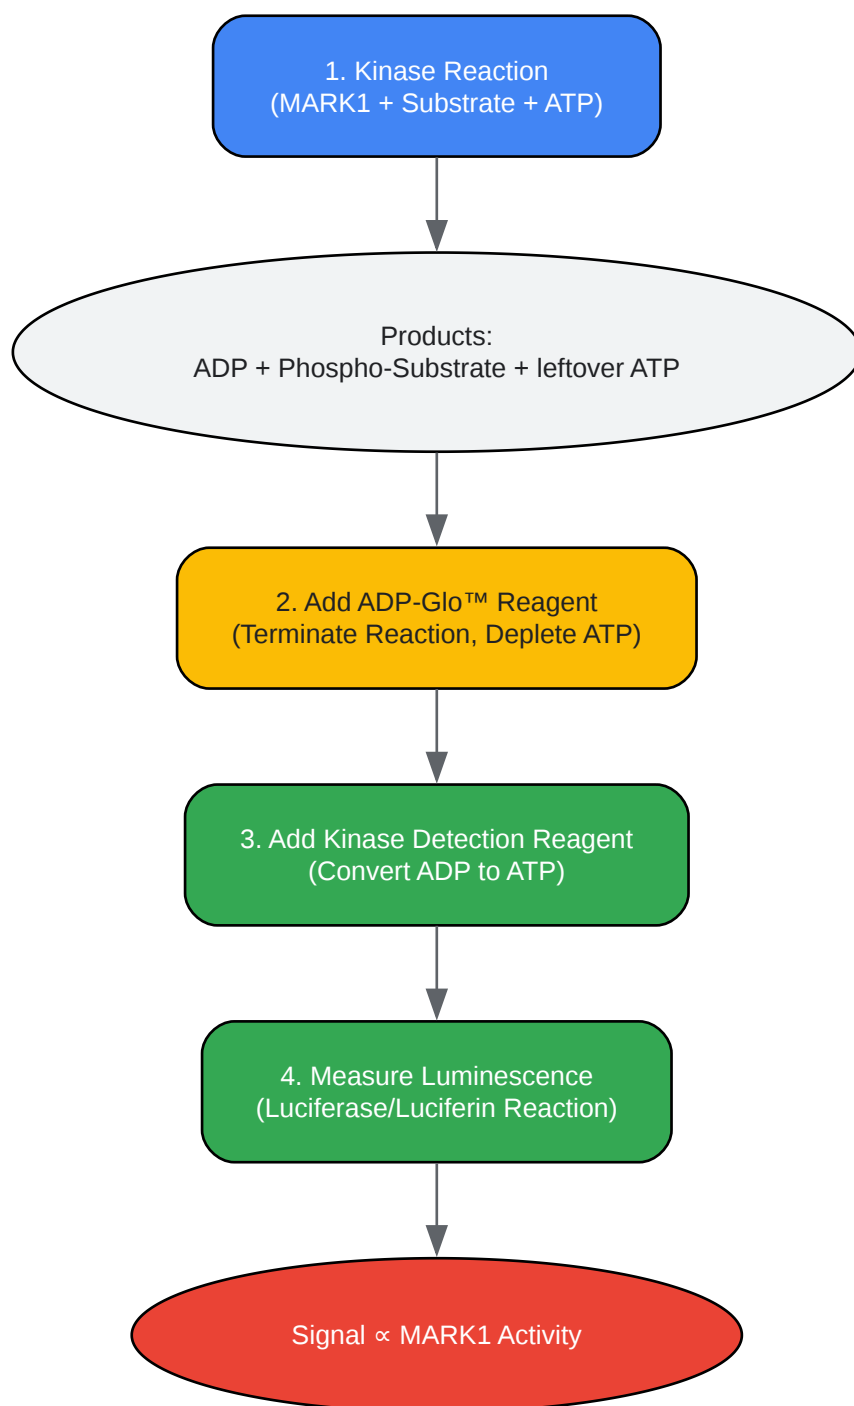 1. Kinase Reaction
(MARK1 + Substrate + ATP)
Products:
ADP + Phospho-Substrate + leftover ATP
2. Add ADP-Glo™ Reagent
(Terminate Reaction, Deplete ATP)
3. Add Kinase Detection Reagent
(Convert ADP to ATP)
4. Measure Luminescence
(Luciferase/Luciferin Reaction)
Signal ∝ MARK1 Activity